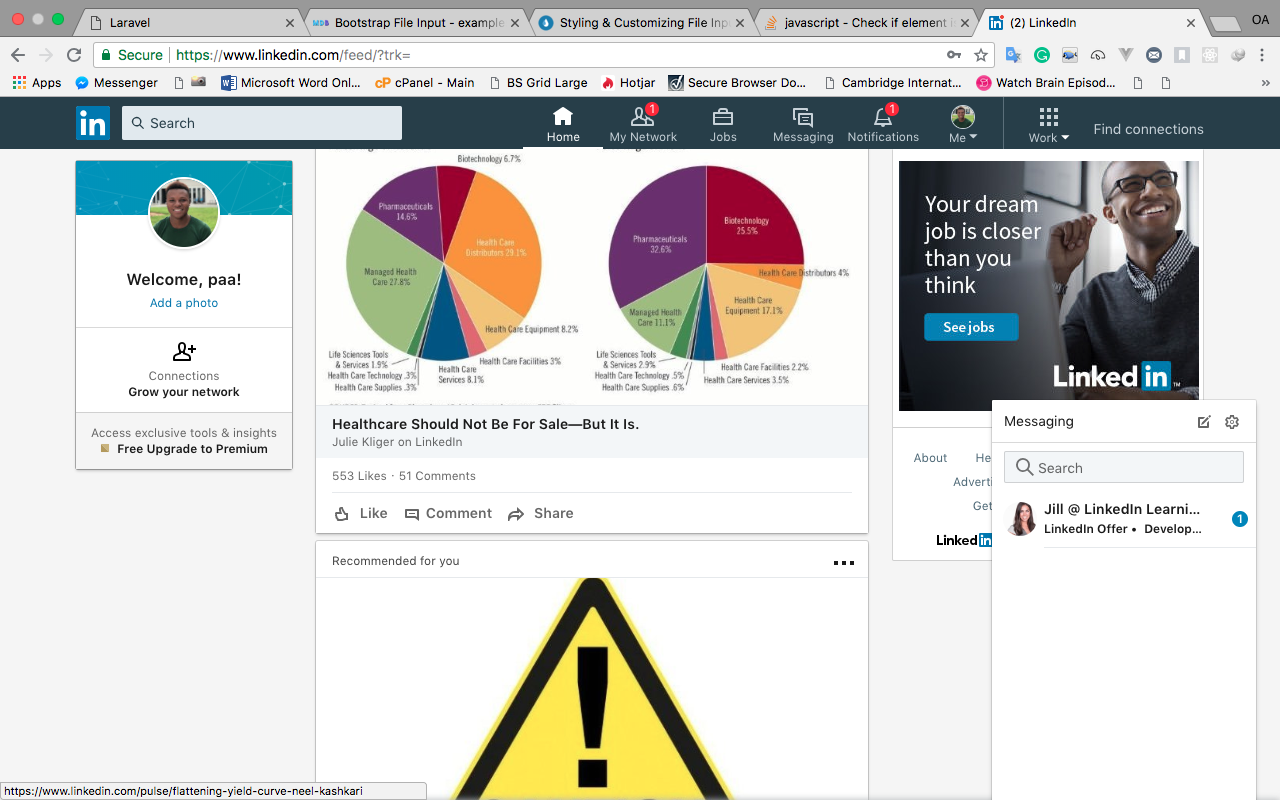 Laravel
Bootstrap File Input - example
Styling & Customizing File Inp
javascript - Check if element i
(2) LinkedIn
OA
Secure
https://www.linkedin.com/feed/?trk=
Apps
Messenger
Microsoft Word Onl...
cP cPanel - Main
BS Grid Large
Hotjar
Secure Browser Do...
Cambridge Internat...
Watch Brain Episod...
»
in
Search
Home
1
My Network
Jobs
Messaging
1
Notifications
Me
Work
Find connections
Welcome, paa!
Add a photo
Connections
Grow your network
Access exclusive tools & insights
Free Upgrade to Premium
Biotechnology 6.7%
Pharmaceuticals
14.6%
Health Care
Distributors 29.1%
Managed Health
Care 27.8%
Health Care Equipment 8.2%
Life Sciences Tools
& Services 1.9%
Health Care Technology .3%
Health Care Supplies .3%
Health Care Facilities 3%
Health Care
Services 8.1%
Pharmaceuticals
32.6%
Biotechnology
25.5%
Health Care Distributors 4%
Health Care
Equipment 17.1%
Managed Health
Care 11.1%
Life Sciences Tools
& Services 2.9%
Health Care Technology .5%
Health Care Supplies .6%
Health Care Facilities 2.2%
Health Care Services 3.5%
Healthcare Should Not Be For Sale—But It Is.
Julie Kliger on LinkedIn
553 Likes · 51 Comments
Like
Comment
Share
Recommended for you
!
Your dream
job is closer
than you
think
See jobs
Linked in ™
About
He
Adverti
Get
Linked in
Messaging
Search
Jill @ LinkedIn Learni...
LinkedIn Offer • Develop...
1
https://www.linkedin.com/pulse/flattening-yield-curve-neel-kashkari